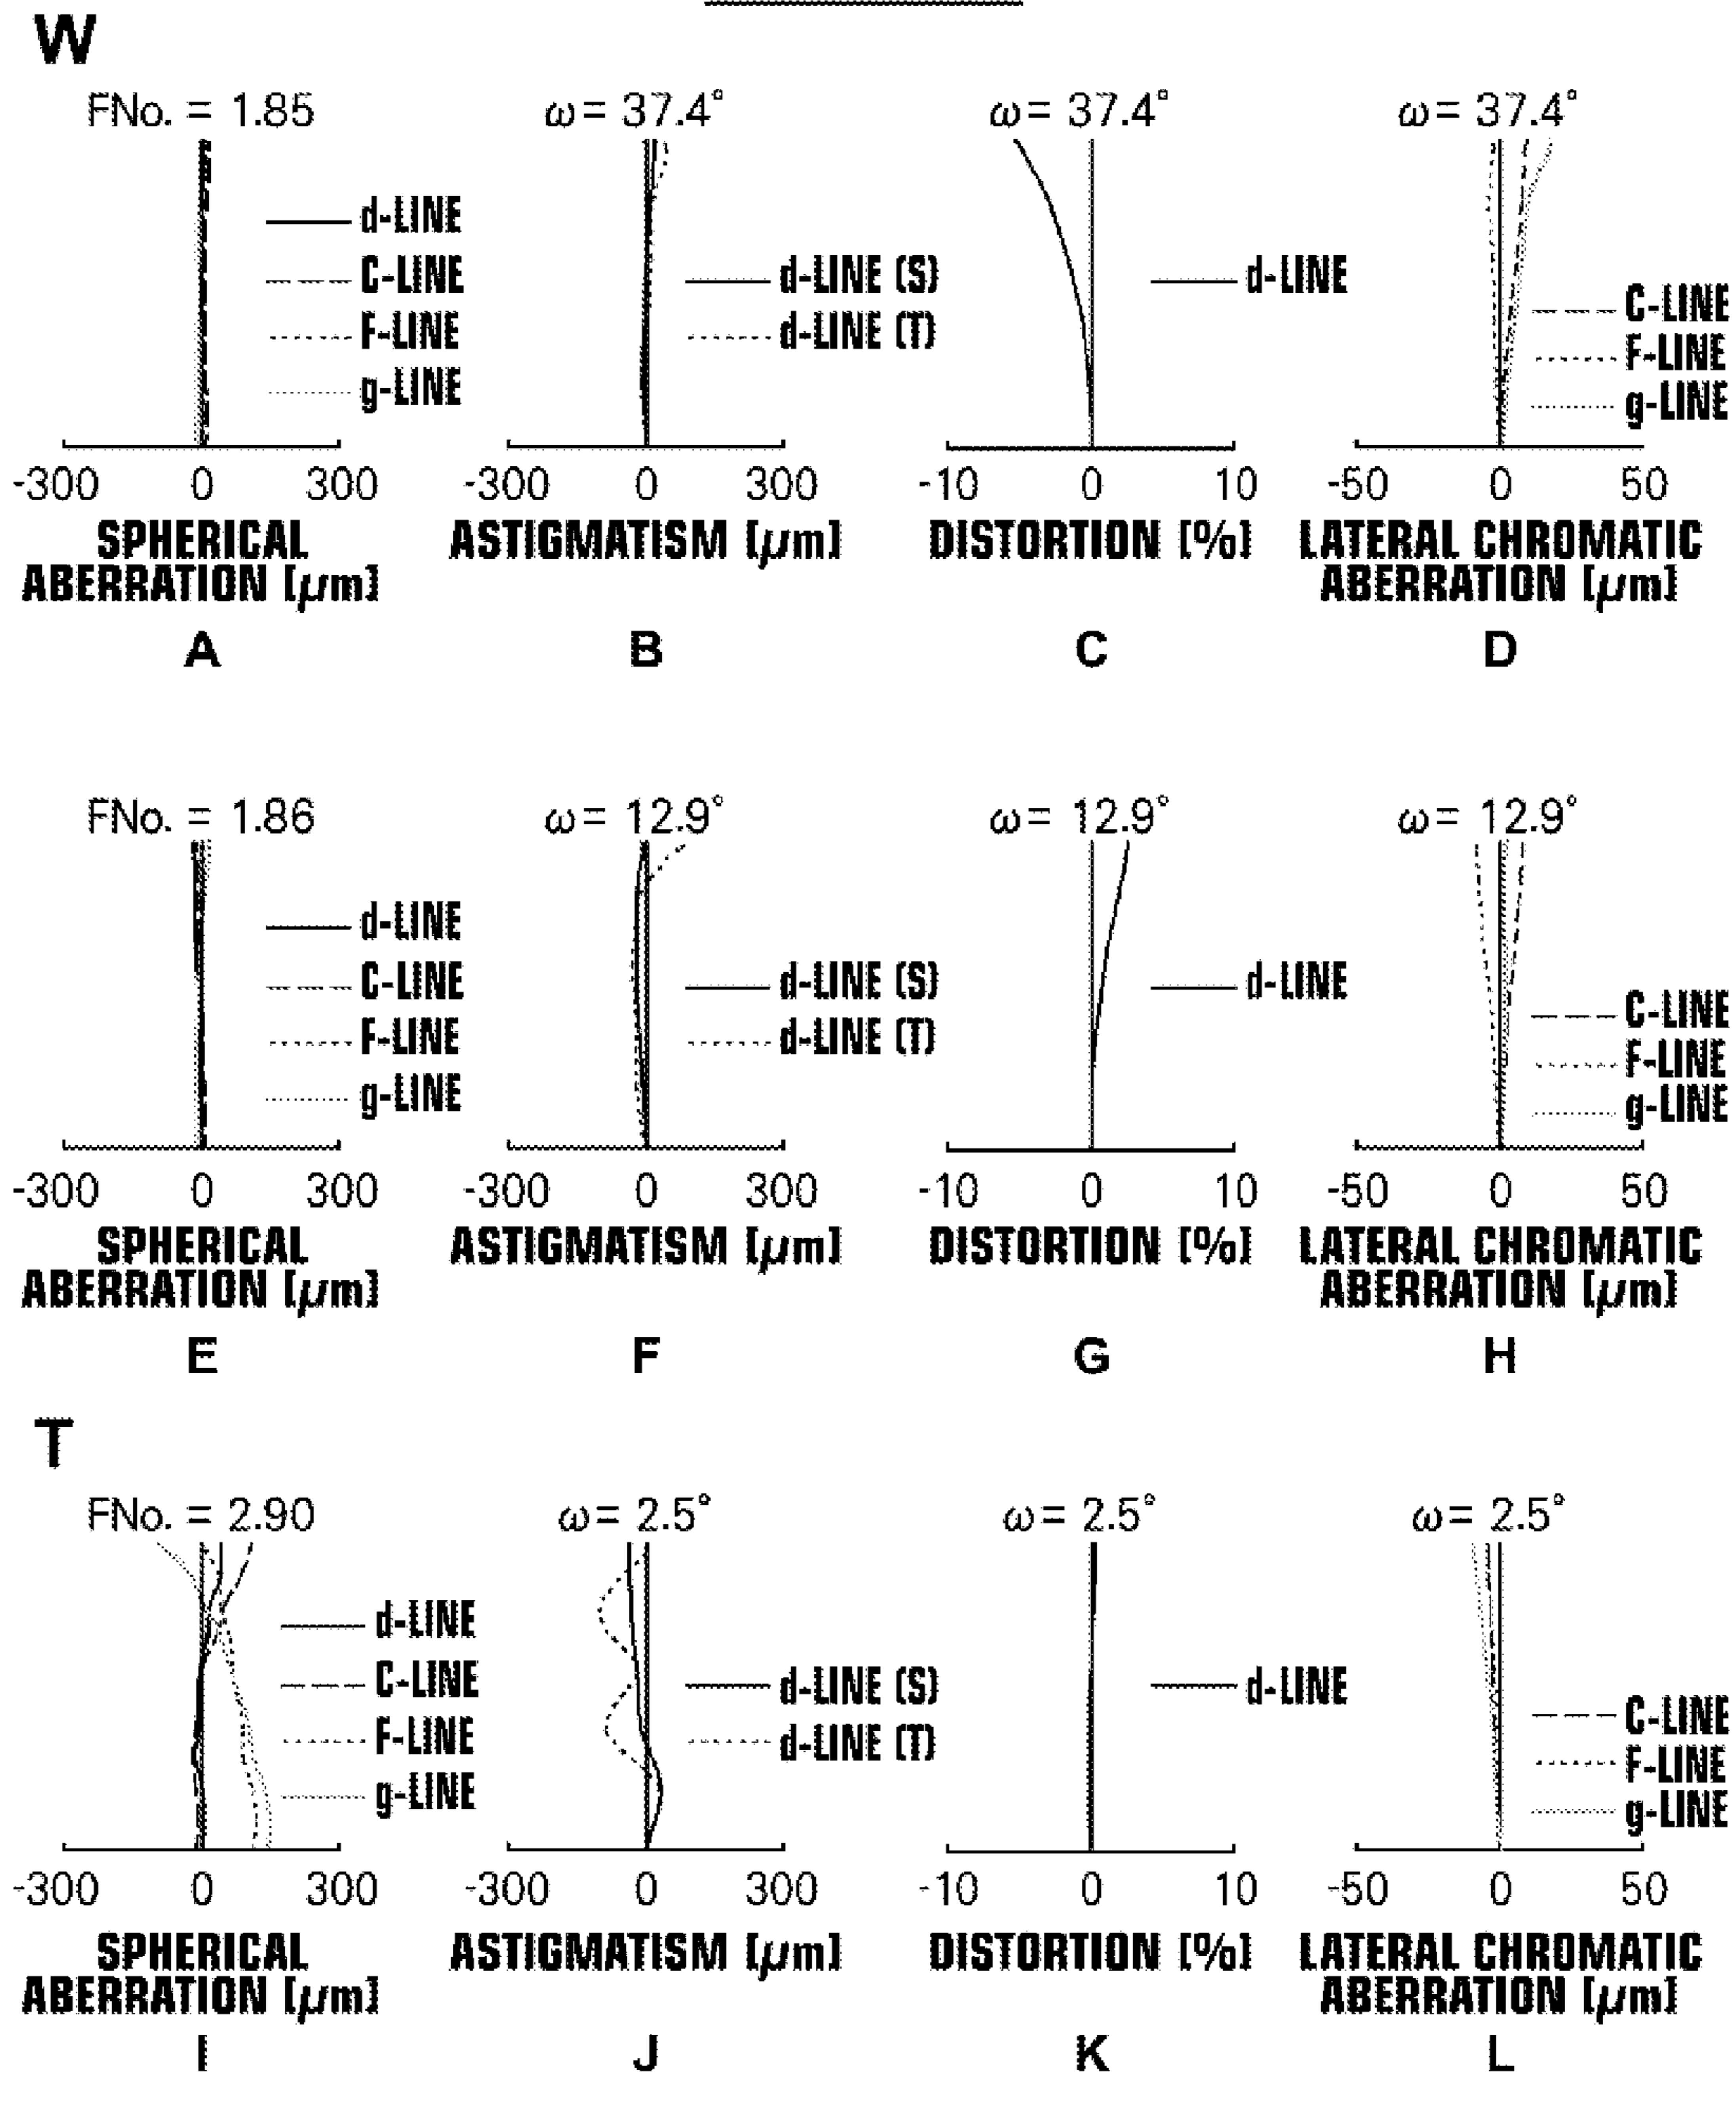 W
FNo. = 1.85
ω = 37.4°
ω = 37.4°
ω = 37.4°
d-LINE
C-LINE
F-LINE
g-LINE
d-LINE (S)
d-LINE (T)
d-LINE
C-LINE
F-LINE
g-LINE
-300 0 300
-300 0 300
-10 0 10
-50 0 50
SPHERICAL
ABERRATION [μm]
ASTIGMATISM [μm]
DISTORTION [%]
LATERAL CHROMATIC
ABERRATION [μm]
A
B
C
D
FNo. = 1.86
ω = 12.9°
ω = 12.9°
ω = 12.9°
d-LINE
C-LINE
F-LINE
g-LINE
d-LINE (S)
d-LINE (T)
d-LINE
C-LINE
F-LINE
g-LINE
-300 0 300
-300 0 300
-10 0 10
-50 0 50
SPHERICAL
ABERRATION [μm]
ASTIGMATISM [μm]
DISTORTION [%]
LATERAL CHROMATIC
ABERRATION [μm]
E
F
G
H
T
FNo. = 2.90
ω = 2.5°
ω = 2.5°
ω = 2.5°
d-LINE
C-LINE
F-LINE
g-LINE
d-LINE (S)
d-LINE (T)
d-LINE
C-LINE
F-LINE
g-LINE
-300 0 300
-300 0 300
-10 0 10
-50 0 50
SPHERICAL
ABERRATION [μm]
ASTIGMATISM [μm]
DISTORTION [%]
LATERAL CHROMATIC
ABERRATION [μm]
I
J
K
L